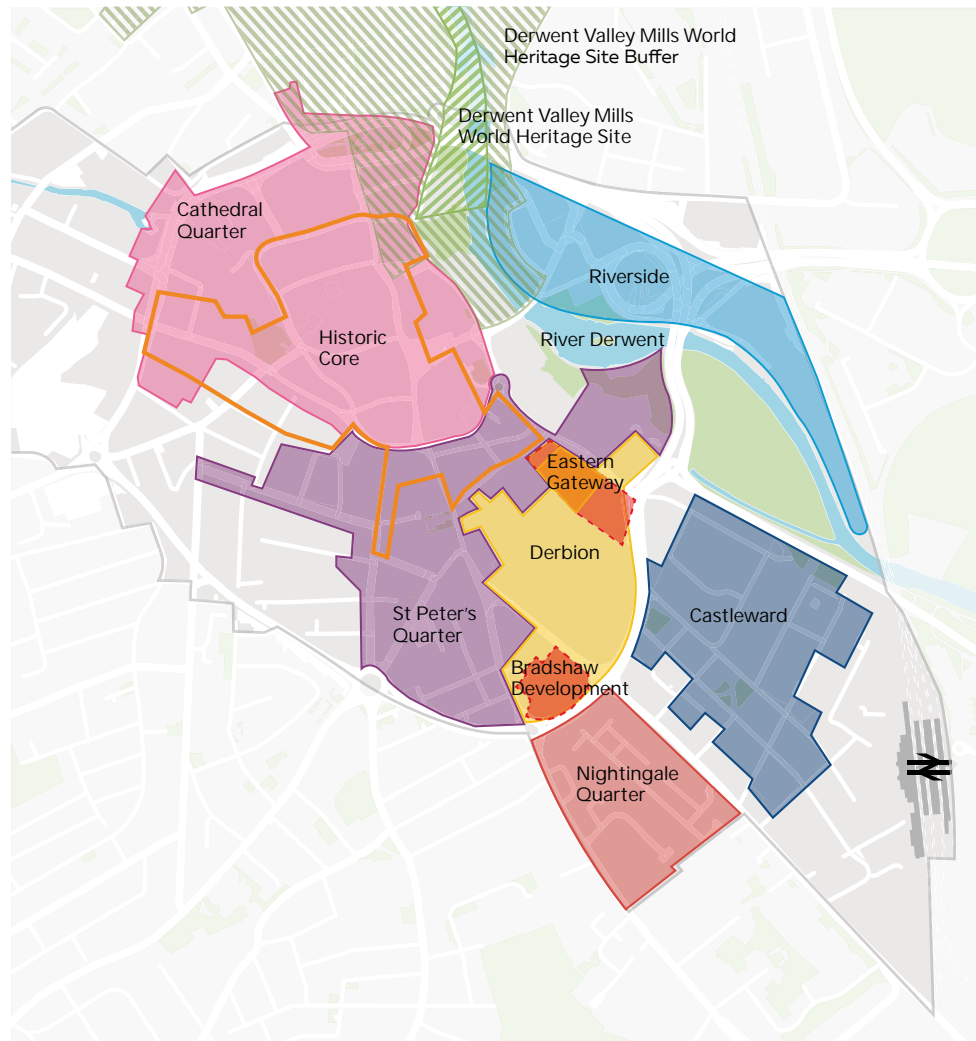 Derwent Valley Mills World
Heritage Site Buffer
Derwent Valley Mills
World Heritage Site
Cathedral
Quarter
Riverside
Historic
Core
River Derwent
Eastern
Gateway
Derbion
St Peter's
Quarter
Castleward
Bradshaw
Development
Nightingale
Quarter